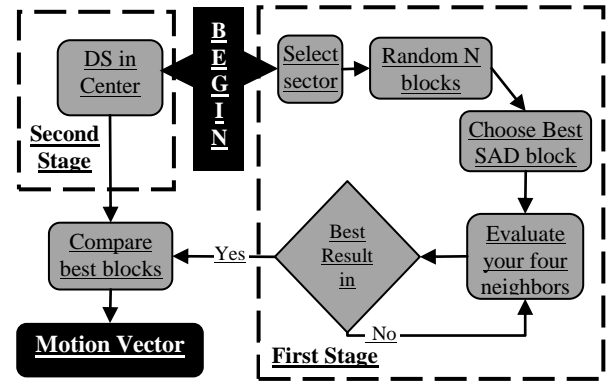 B
E
G
I
N
DS in
Center
Second
Stage
Select
sector
Random N
blocks
Choose Best
SAD block
Evaluate
your four
neighbors
Best
Result
in
Yes
No
Compare
best blocks
Motion Vector
First Stage